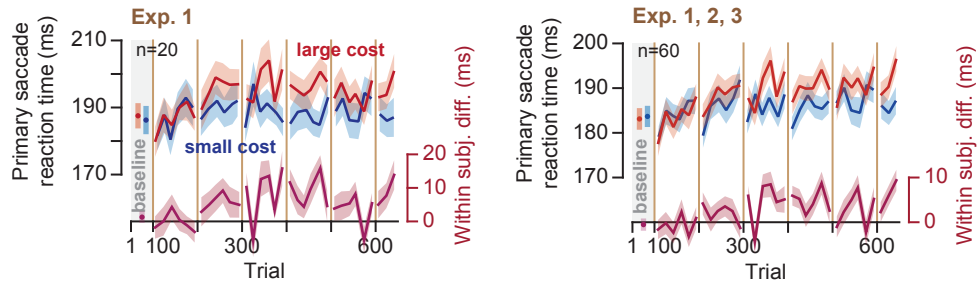 Exp. 1
Primary saccade
reaction time (ms)
210
190
170
n=20
large cost
small cost
baseline
20
10
0
Within subj. diff. (ms)
1 100 300 600
Trial
Exp. 1, 2, 3
Primary saccade
reaction time (ms)
200
190
180
170
n=60
baseline
10
0
Within subj. diff. (ms)
1 100 300 600
Trial